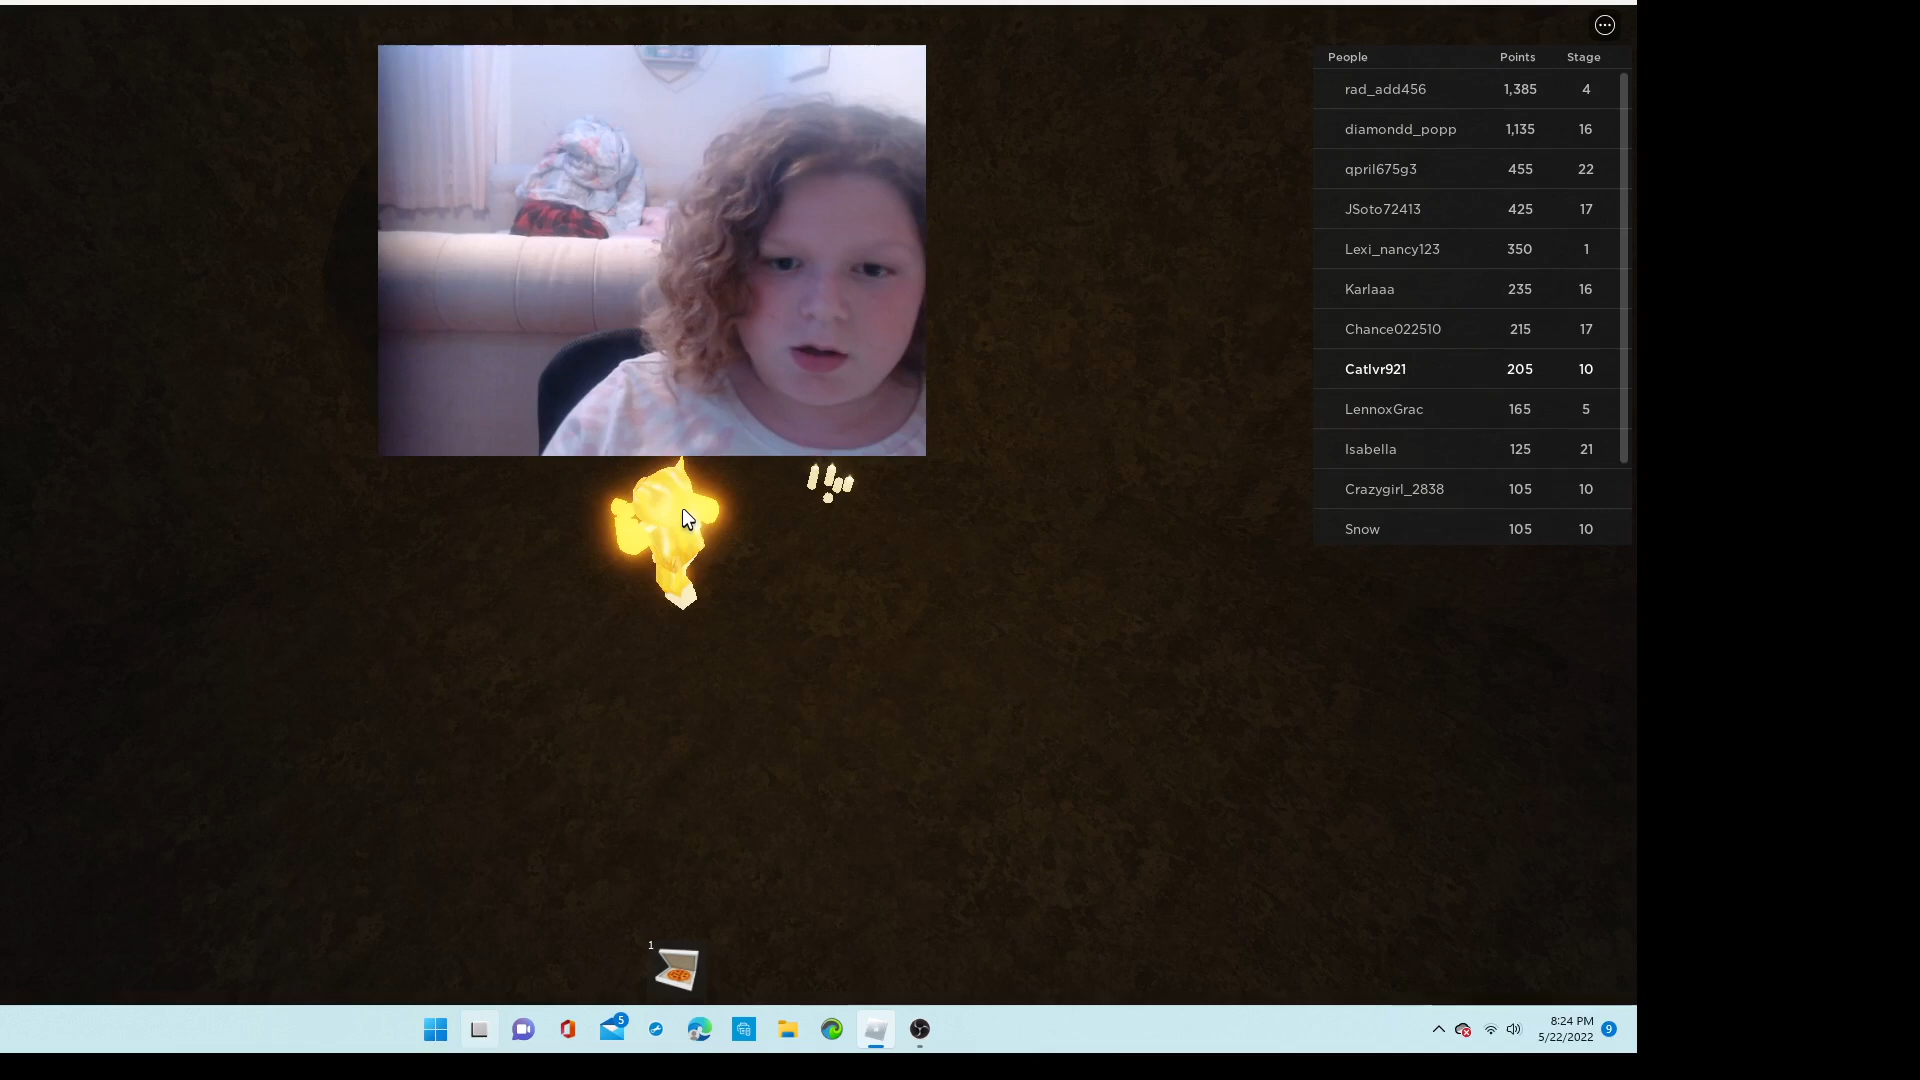 People Points Stage
rad_add456 1,385 4
diamondd_popp 1,135 16
qpril675g3 455 22
JSoto72413 425 17
Lexi_nancy123 350 1
Karlaaa 235 16
Chance022510 215 17
Catlvr921 205 10
LennoxGrac 165 5
Isabella 125 21
Crazygirl_2838 105 10
Snow 105 10
1
5
8:24 PM
5/22/2022
9